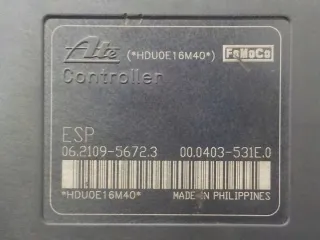 Ate (*HDU0E16M40*) FoMoCo
Controller
ESP
06.2109-5672.3 00.0403-531E.0
*HDU0E16M40* MADE IN PHILIPPINES